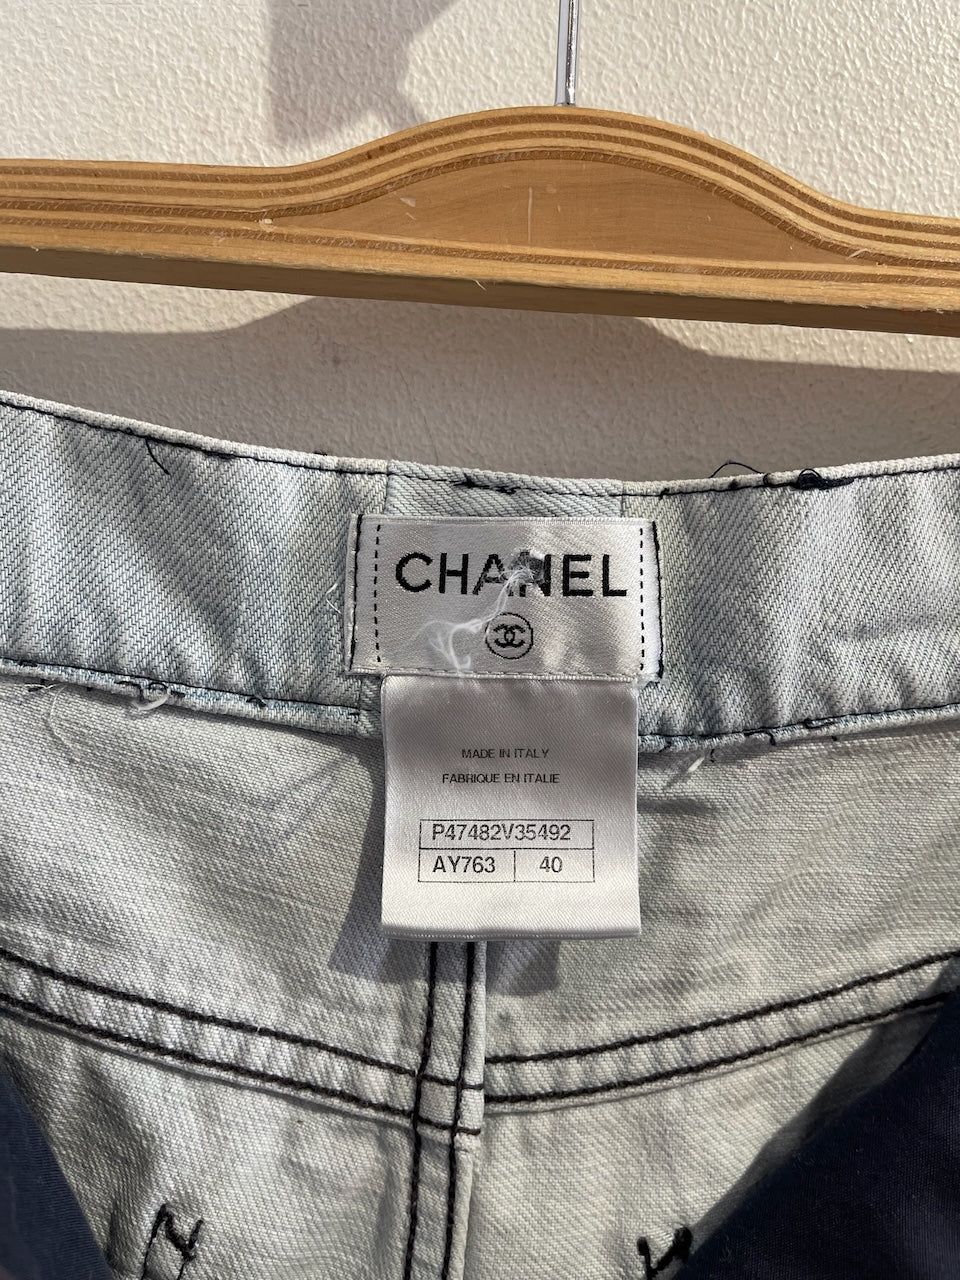 CHANEL
MADE IN ITALY
FABRIQUE EN ITALIE
P47482V35492
AY763 40